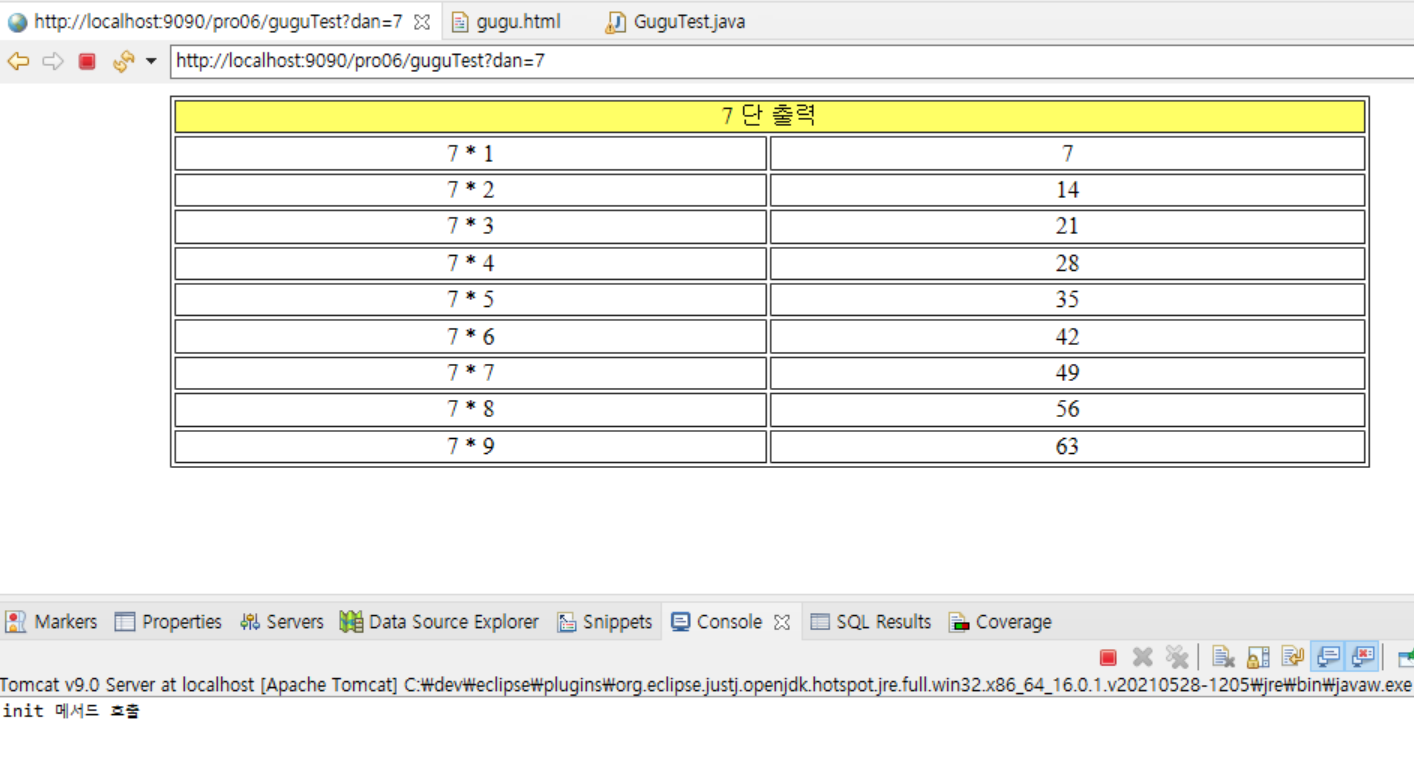 http://localhost:9090/pro06/guguTest?dan=7 gugu.html GuguTest.java
http://localhost:9090/pro06/guguTest?dan=7
7 단 출력
7 * 1 7
7 * 2 14
7 * 3 21
7 * 4 28
7 * 5 35
7 * 6 42
7 * 7 49
7 * 8 56
7 * 9 63
Markers Properties Servers Data Source Explorer Snippets Console SQL Results Coverage
Tomcat v9.0 Server at localhost [Apache Tomcat] C:₩dev₩eclipse₩plugins₩org.eclipse.justj.openjdk.hotspot.jre.full.win32.x86_64_16.0.1.v20210528-1205₩jre₩bin₩javaw.exe
init 메서드 호출